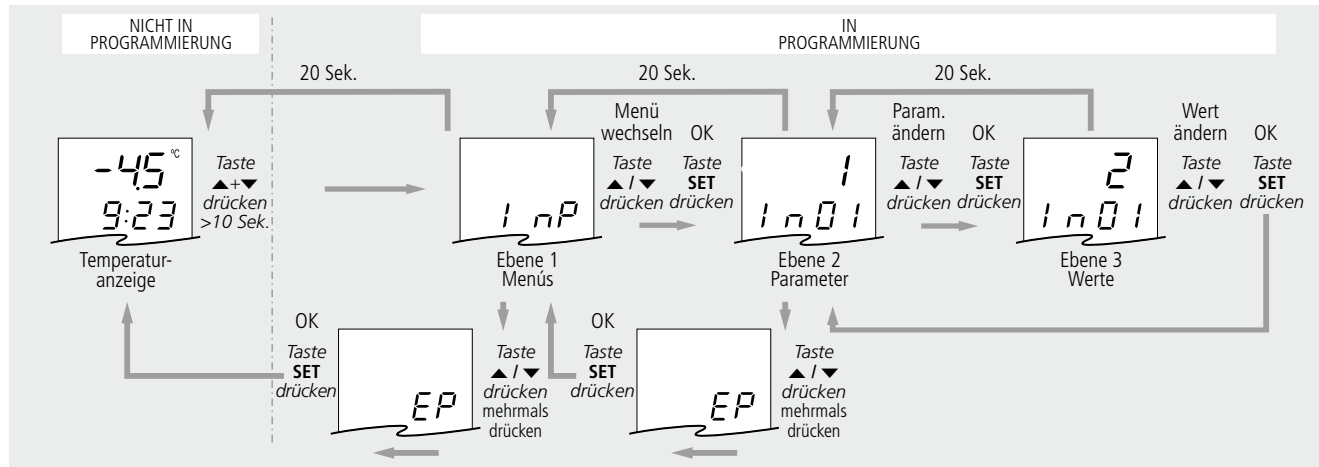 NICHT IN
PROGRAMMIERUNG
IN
PROGRAMMIERUNG
20 Sek.
20 Sek.
20 Sek.
-4.5 °C
9:23
Temperatur-
anzeige
Taste
▲+▼
drücken
>10 Sek.
InP
Ebene 1
Menús
Menü
wechseln
Taste
▲ / ▼
drücken
OK
Taste
SET
drücken
1
In01
Ebene 2
Parameter
Param.
ändern
Taste
▲ / ▼
drücken
OK
Taste
SET
drücken
2
In01
Ebene 3
Werte
Wert
ändern
Taste
▲ / ▼
drücken
OK
Taste
SET
drücken
OK
Taste
SET
drücken
EP
Taste
▲ / ▼
drücken
mehrmals
drücken
OK
Taste
SET
drücken
EP
Taste
▲ / ▼
drücken
mehrmals
drücken